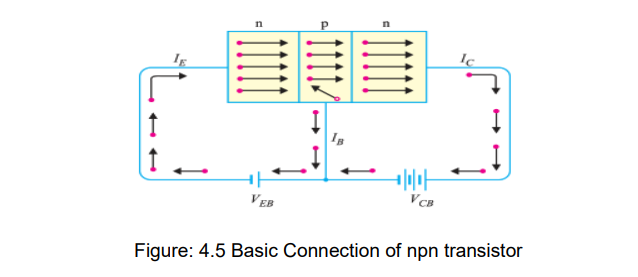 n p n
I_E I_C
I_B
V_EB V_CB
Figure: 4.5 Basic Connection of npn transistor